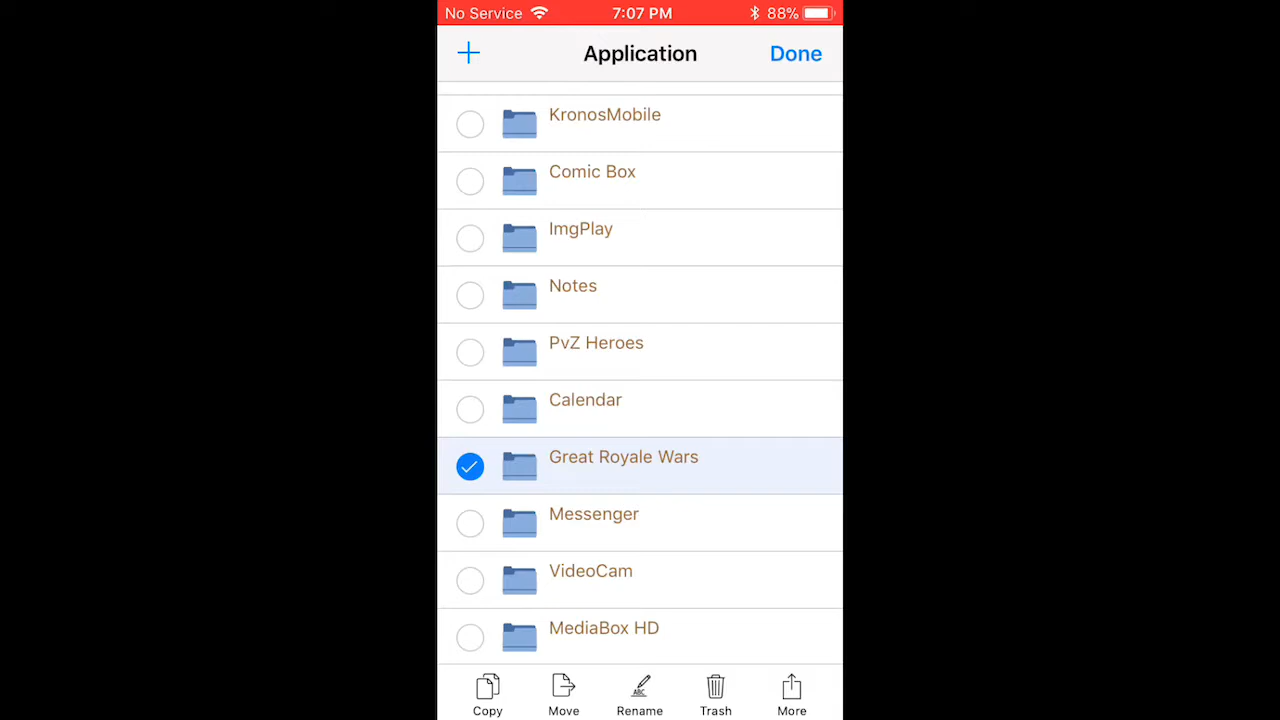 No Service 7:07 PM 88%
Application Done
KronosMobile
Comic Box
ImgPlay
Notes
PvZ Heroes
Calendar
Great Royale Wars
Messenger
VideoCam
MediaBox HD
ABC
Copy Move Rename Trash More